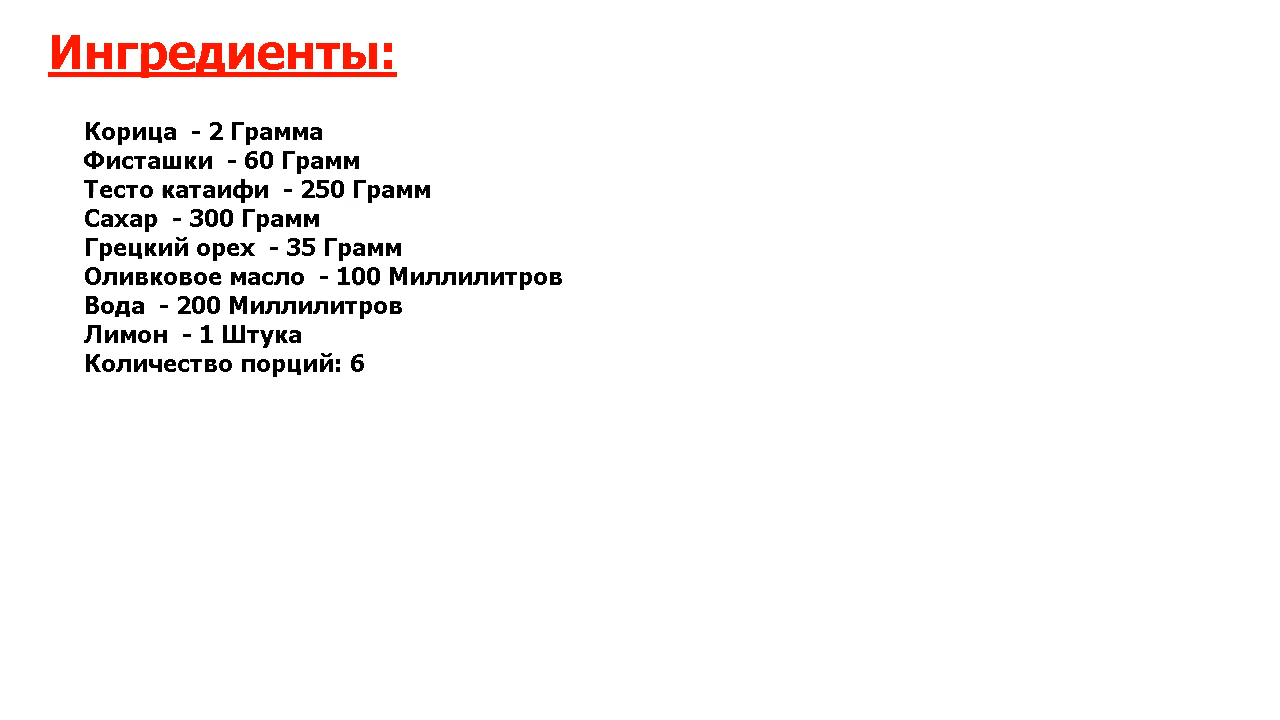 Ингредиенты:
Корица  - 2 Грамма
Фисташки  - 60 Грамм
Тесто катаифи  - 250 Грамм
Сахар  - 300 Грамм
Грецкий орех  - 35 Грамм
Оливковое масло  - 100 Миллилитров
Вода  - 200 Миллилитров
Лимон  - 1 Штука
Количество порций: 6